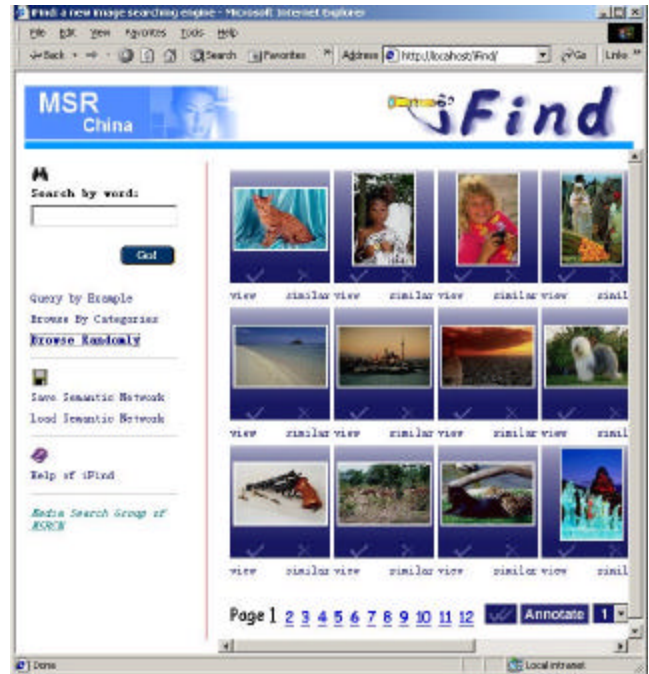 iFind: a new image searching engine - Microsoft Internet Explorer
File Edit View Favorites Tools Help
Back Search Favorites » Address http://localhost/iFind/ Go Links »
MSR
China
iFind
Search by word:
Go!
Query by Example
Browse By Categories
Browse Randomly
Save Semantic Network
Load Semantic Network
Help of iFind
Media Search Group of
MSRCN
view similar view similar view similar view simil
view similar view similar view similar view simil
view similar view similar view similar view simil
Page 1 2 3 4 5 6 7 8 9 10 11 12 Annotate 1
Done Local intranet